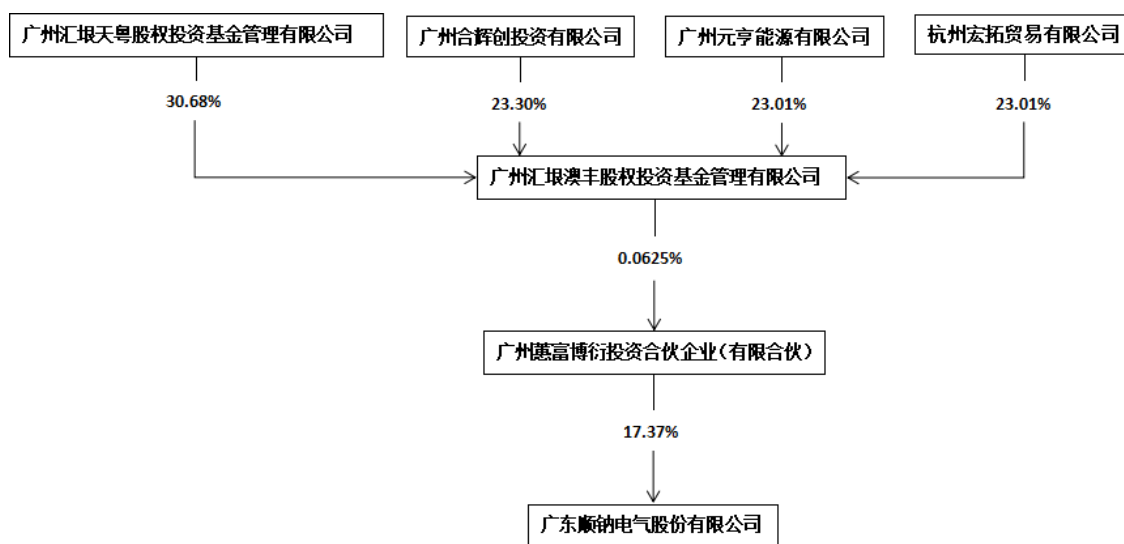 广州汇垠天粤股权投资基金管理有限公司
广州合辉创投资有限公司
广州元亨能源有限公司
杭州宏拓贸易有限公司
30.68%
23.30%
23.01%
23.01%
广州汇垠澳丰股权投资基金管理有限公司
0.0625%
广州蕙富博衍投资合伙企业（有限合伙）
17.37%
广东顺钠电气股份有限公司